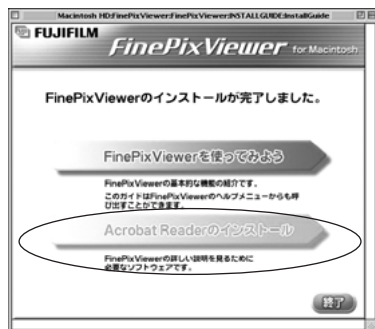 Macintosh HD:FinePixViewer:FinePixViewer:INSTALL GUIDE:InstallGuide
FUJIFILM
FinePixViewer for Macintosh
FinePixViewerのインストールが完了しました。
FinePixViewerを使ってみよう
FinePixViewerの基本的な機能の紹介です。
このガイドはFinePixViewerのヘルプメニューからも呼
び出すことができます。
Acrobat Readerのインストール
FinePixViewerの詳しい説明を見るために
必要なソフトウェアです。
終了